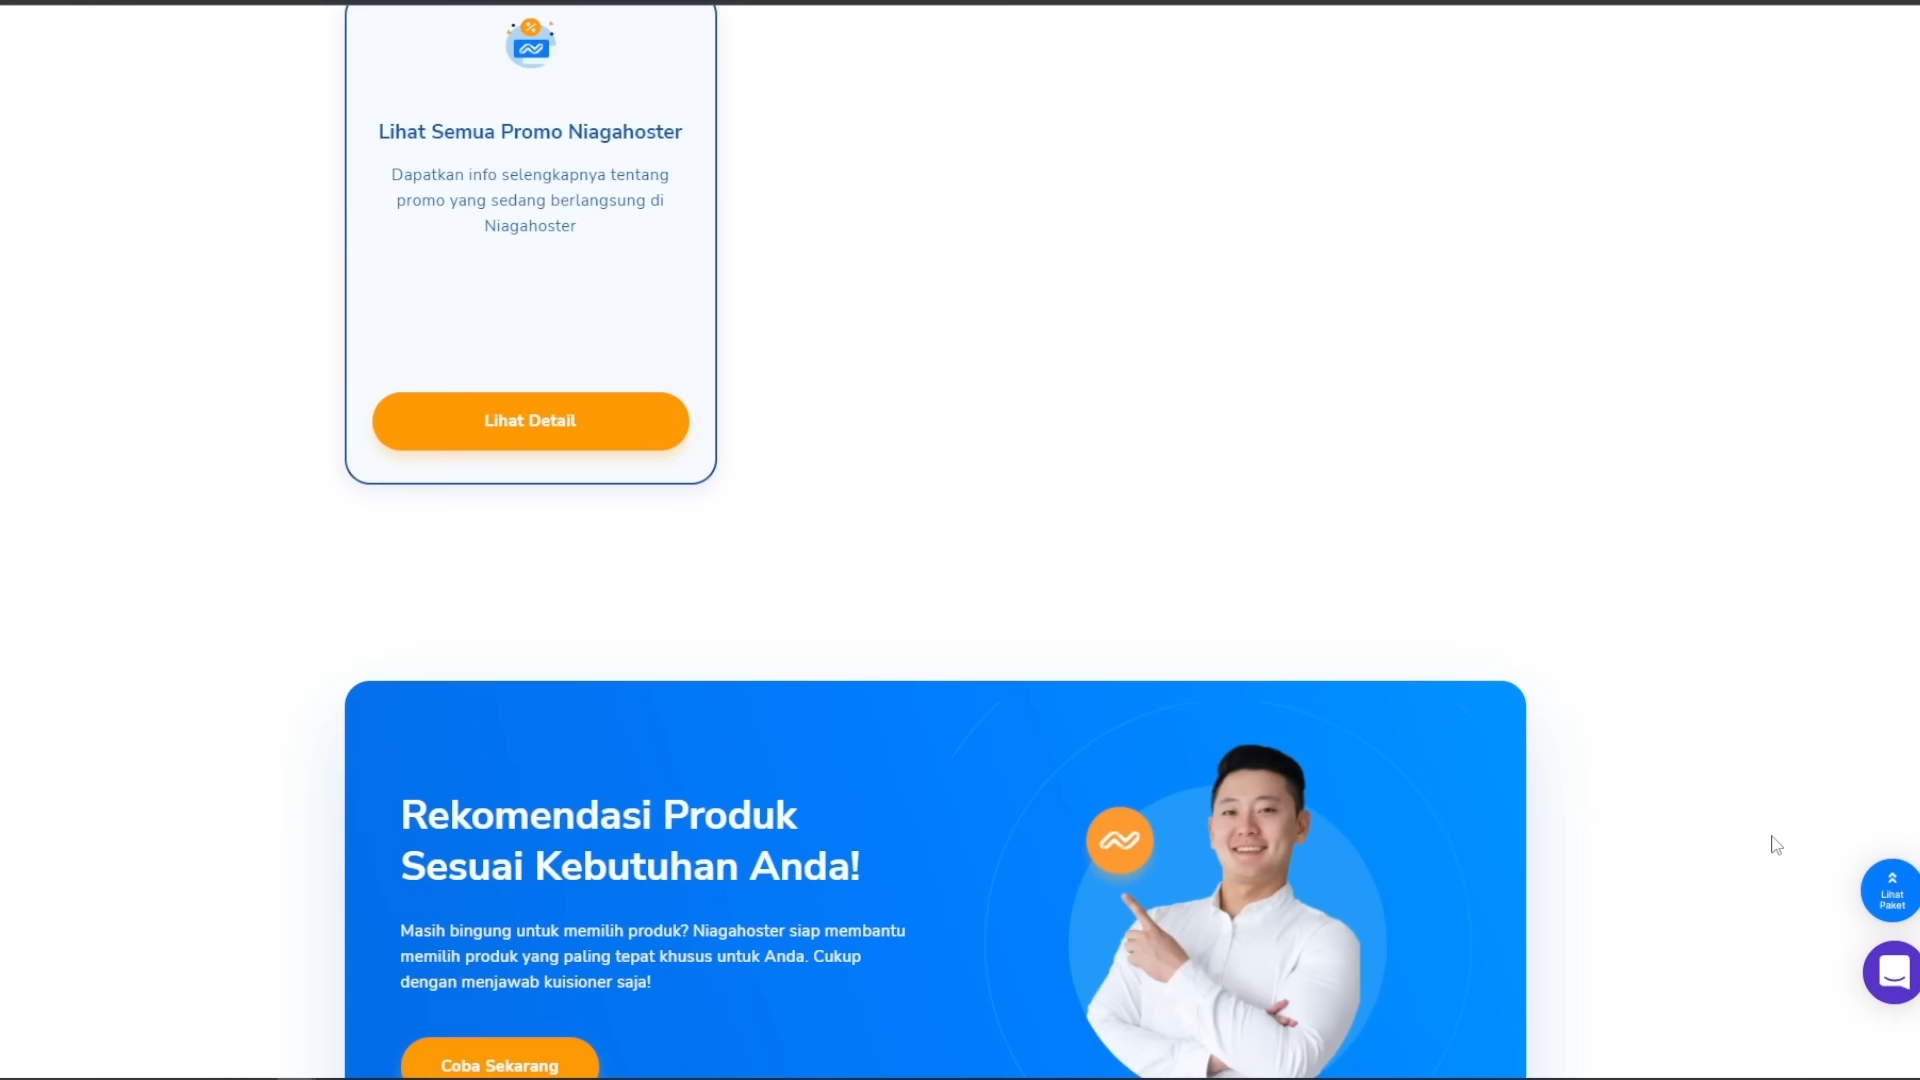 Lihat Semua Promo Niagahoster
Dapatkan info selengkapnya tentang
promo yang sedang berlangsung di
Niagahoster
Lihat Detail
Rekomendasi Produk
Sesuai Kebutuhan Anda!
Masih bingung untuk memilih produk? Niagahoster siap membantu
memilih produk yang paling tepat khusus untuk Anda. Cukup
dengan menjawab kuisioner saja!
Coba Sekarang
Lihat
Paket